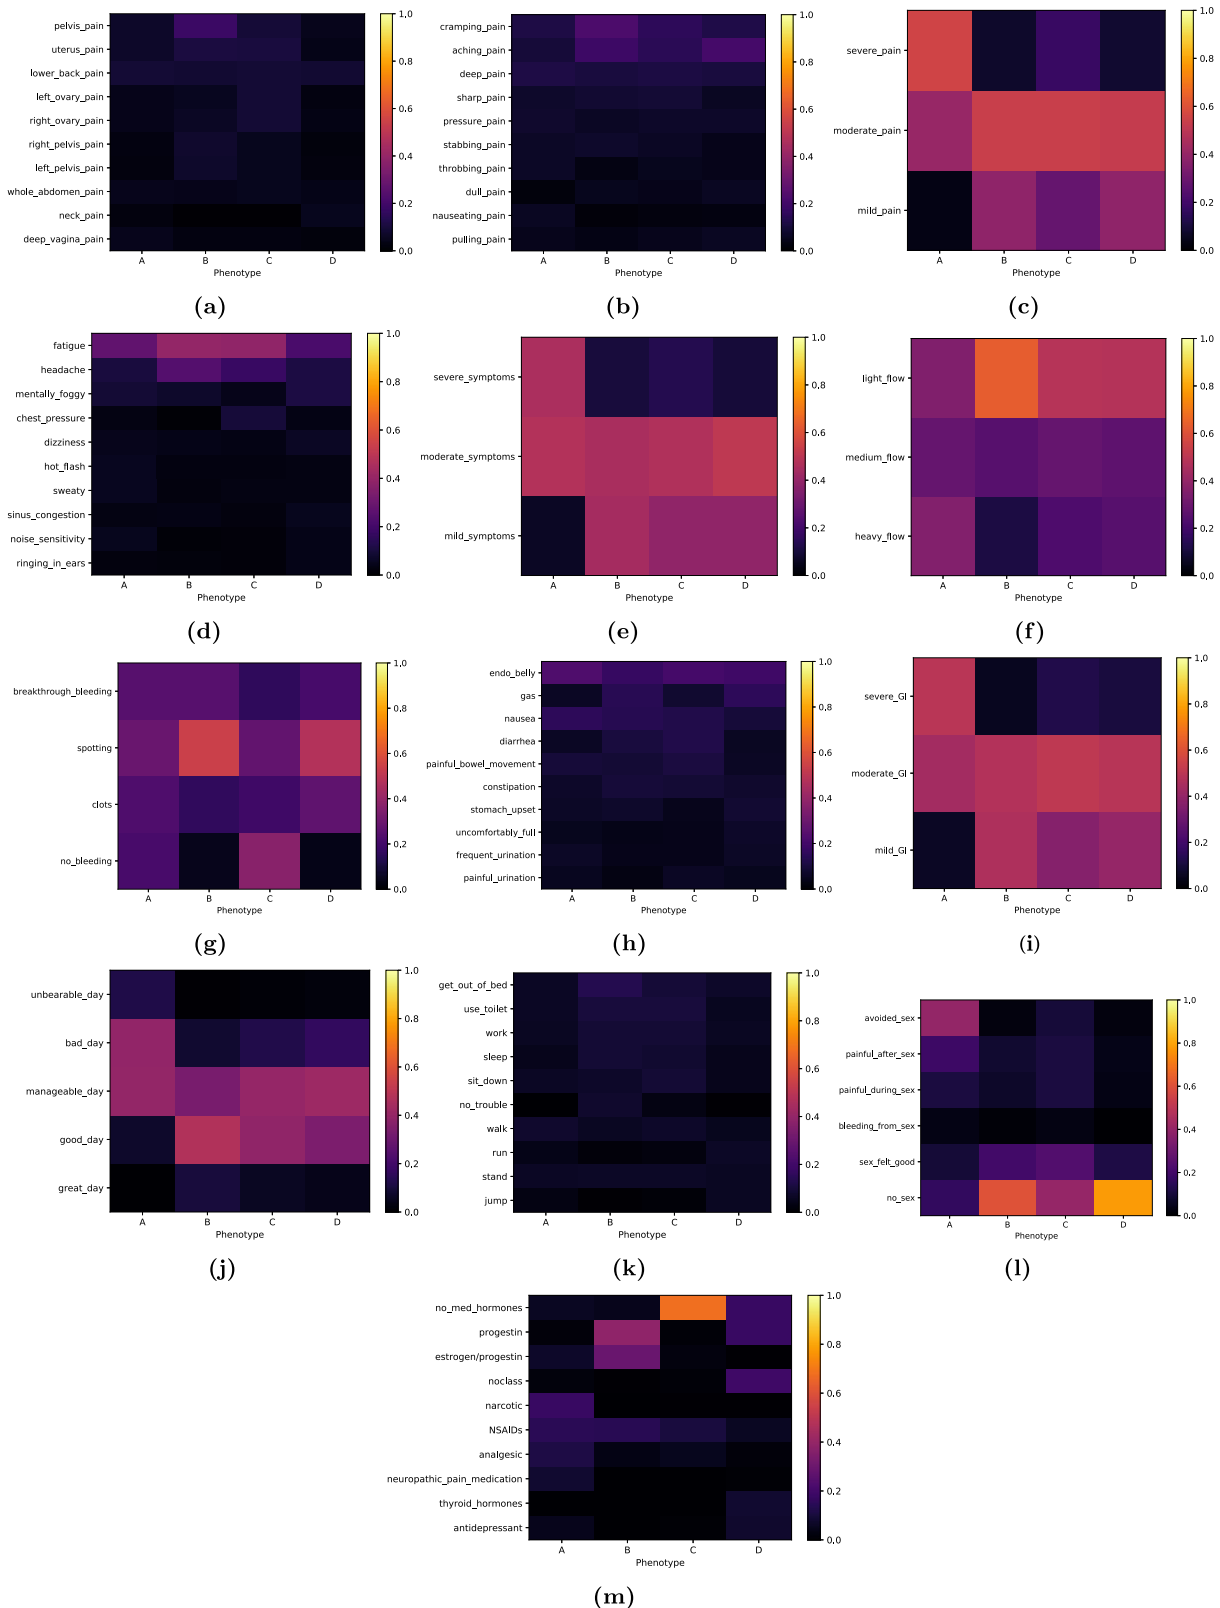 pelvis_pain
uterus_pain
lower_back_pain
left_ovary_pain
right_ovary_pain
right_pelvis_pain
left_pelvis_pain
whole_abdomen_pain
neck_pain
deep_vagina_pain
A B C D
Phenotype
1.0
0.8
0.6
0.4
0.2
0.0
(a)
cramping_pain
aching_pain
deep_pain
sharp_pain
pressure_pain
stabbing_pain
throbbing_pain
dull_pain
nauseating_pain
pulling_pain
A B C D
Phenotype
1.0
0.8
0.6
0.4
0.2
0.0
(b)
severe_pain
moderate_pain
mild_pain
A B C D
Phenotype
1.0
0.8
0.6
0.4
0.2
0.0
(c)
fatigue
headache
mentally_foggy
chest_pressure
dizziness
hot_flash
sweaty
sinus_congestion
noise_sensitivity
ringing_in_ears
A B C D
Phenotype
1.0
0.8
0.6
0.4
0.2
0.0
(d)
severe_symptoms
moderate_symptoms
mild_symptoms
A B C D
Phenotype
1.0
0.8
0.6
0.4
0.2
0.0
(e)
light_flow
medium_flow
heavy_flow
A B C D
Phenotype
1.0
0.8
0.6
0.4
0.2
0.0
(f)
breakthrough_bleeding
spotting
clots
no_bleeding
A B C D
Phenotype
1.0
0.8
0.6
0.4
0.2
0.0
(g)
endo_belly
gas
nausea
diarrhea
painful_bowel_movement
constipation
stomach_upset
uncomfortably_full
frequent_urination
painful_urination
A B C D
Phenotype
1.0
0.8
0.6
0.4
0.2
0.0
(h)
severe_GI
moderate_GI
mild_GI
A B C D
Phenotype
1.0
0.8
0.6
0.4
0.2
0.0
(i)
unbearable_day
bad_day
manageable_day
good_day
great_day
A B C D
Phenotype
1.0
0.8
0.6
0.4
0.2
0.0
(j)
get_out_of_bed
use_toilet
work
sleep
sit_down
no_trouble
walk
run
stand
jump
A B C D
Phenotype
1.0
0.8
0.6
0.4
0.2
0.0
(k)
avoided_sex
painful_after_sex
painful_during_sex
bleeding_from_sex
sex_felt_good
no_sex
A B C D
Phenotype
1.0
0.8
0.6
0.4
0.2
0.0
(l)
no_med_hormones
progestin
estrogen/progestin
noclass
narcotic
NSAIDs
analgesic
neuropathic_pain_medication
thyroid_hormones
antidepressant
A B C D
Phenotype
1.0
0.8
0.6
0.4
0.2
0.0
(m)